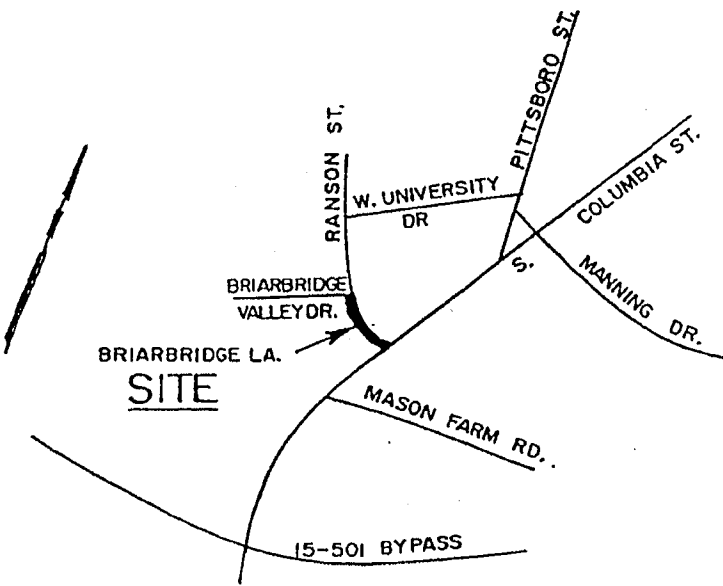 PITTSBORO ST.
RANSON ST.
W. UNIVERSITY
DR
S. COLUMBIA ST.
MANNING DR.
BRIARBRIDGE
VALLEY DR.
BRIARBRIDGE LA.
SITE
MASON FARM RD..
15-501 BYPASS